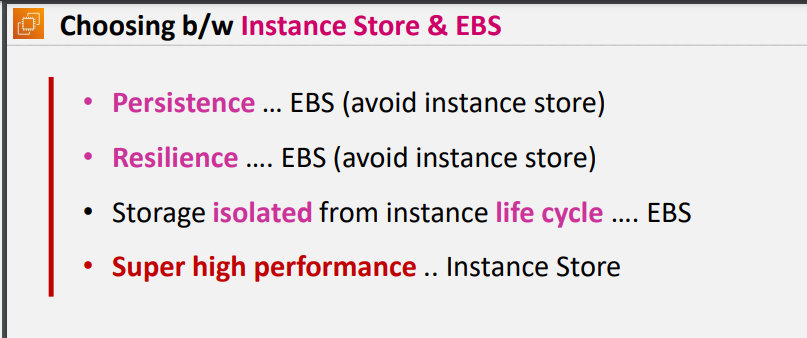 Choosing b/w Instance Store & EBS
• Persistence ... EBS (avoid instance store)
• Resilience .... EBS (avoid instance store)
• Storage isolated from instance life cycle .... EBS
• Super high performance .. Instance Store